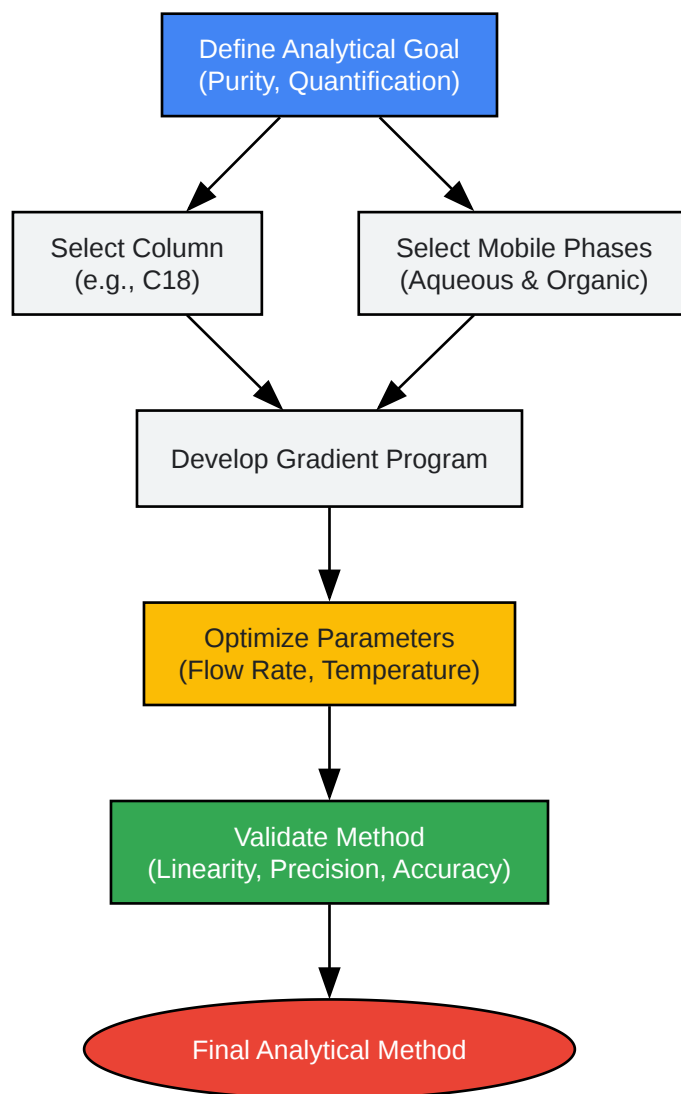 Define Analytical Goal
(Purity, Quantification)
Select Column
(e.g., C18)
Select Mobile Phases
(Aqueous & Organic)
Develop Gradient Program
Optimize Parameters
(Flow Rate, Temperature)
Validate Method
(Linearity, Precision, Accuracy)
Final Analytical Method